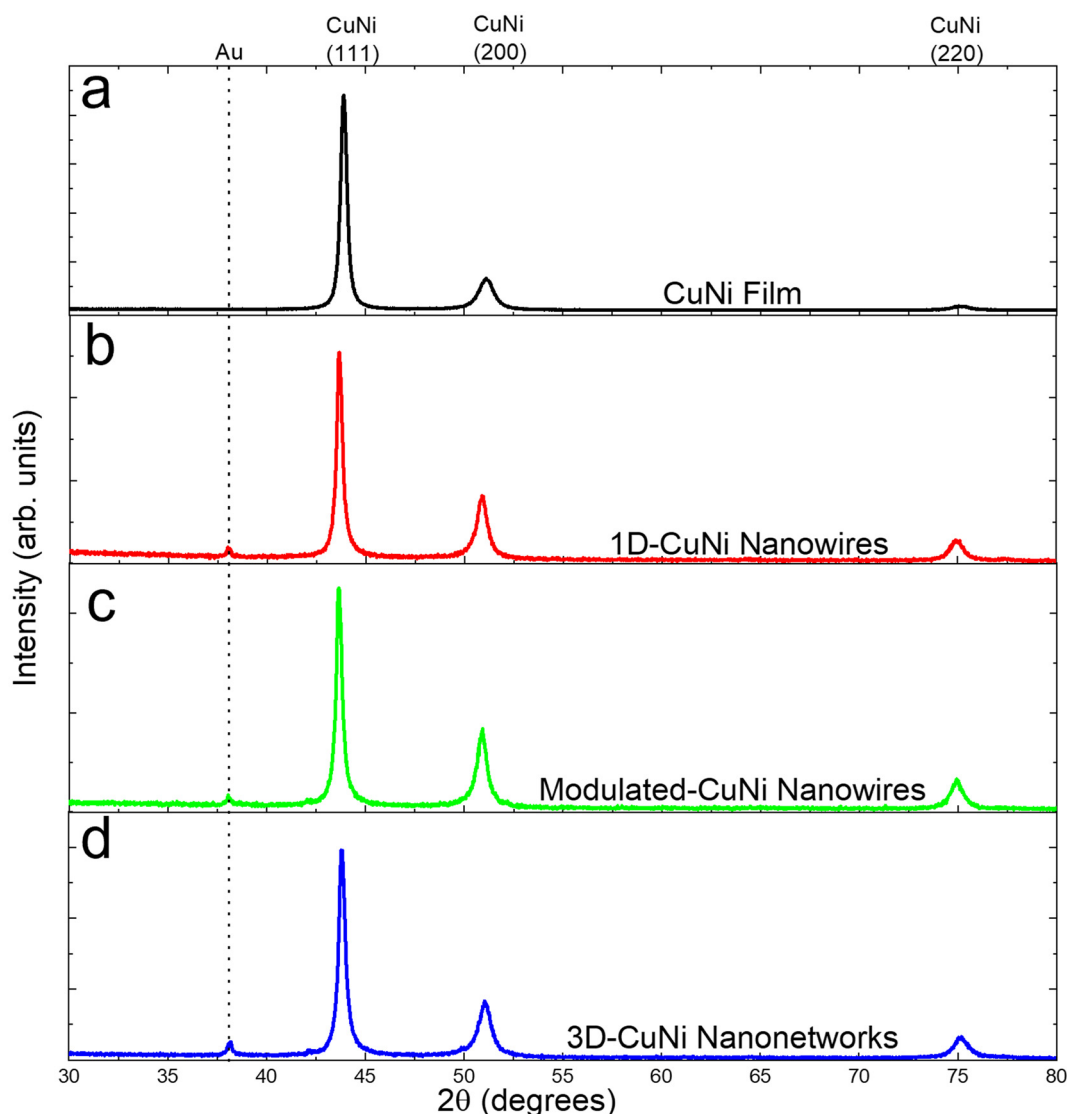 Au
CuNi
(111)
CuNi
(200)
CuNi
(220)
a
CuNi Film
b
1D-CuNi Nanowires
c
Modulated-CuNi Nanowires
d
3D-CuNi Nanonetworks
Intensity (arb. units)
30 35 40 45 50 55 60 65 70 75 80
2θ (degrees)